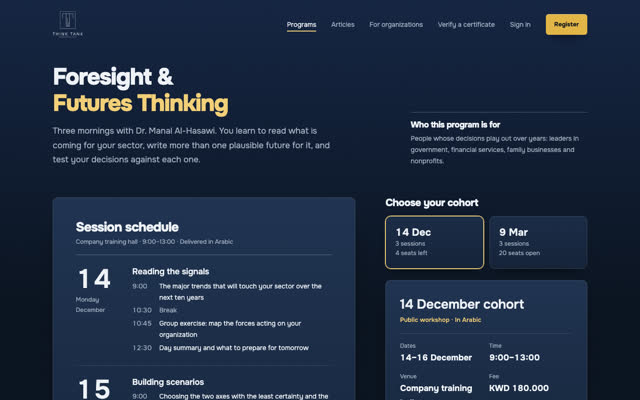 THINK TANK
Programs
Articles
For organizations
Verify a certificate
Sign in
Register
Foresight &
Futures Thinking
Three mornings with Dr. Manal Al-Hasawi. You learn to read what is
coming for your sector, write more than one plausible future for it, and
test your decisions against each one.
Who this program is for
People whose decisions play out over years: leaders in
government, financial services, family businesses and
nonprofits.
Session schedule
Company training hall · 9:00–13:00 · Delivered in Arabic
14
Monday
December
Reading the signals
9:00 The major trends that will touch your sector over the
next ten years
10:30 Break
10:45 Group exercise: map the forces acting on your
organization
12:30 Day summary and what to prepare for tomorrow
15
Building scenarios
9:00 Choosing the two axes with the least certainty and the
Choose your cohort
14 Dec
3 sessions
4 seats left
9 Mar
3 sessions
20 seats open
14 December cohort
Public workshop · In Arabic
Dates
14–16 December
Time
9:00–13:00
Venue
Company training
Fee
KWD 180.000